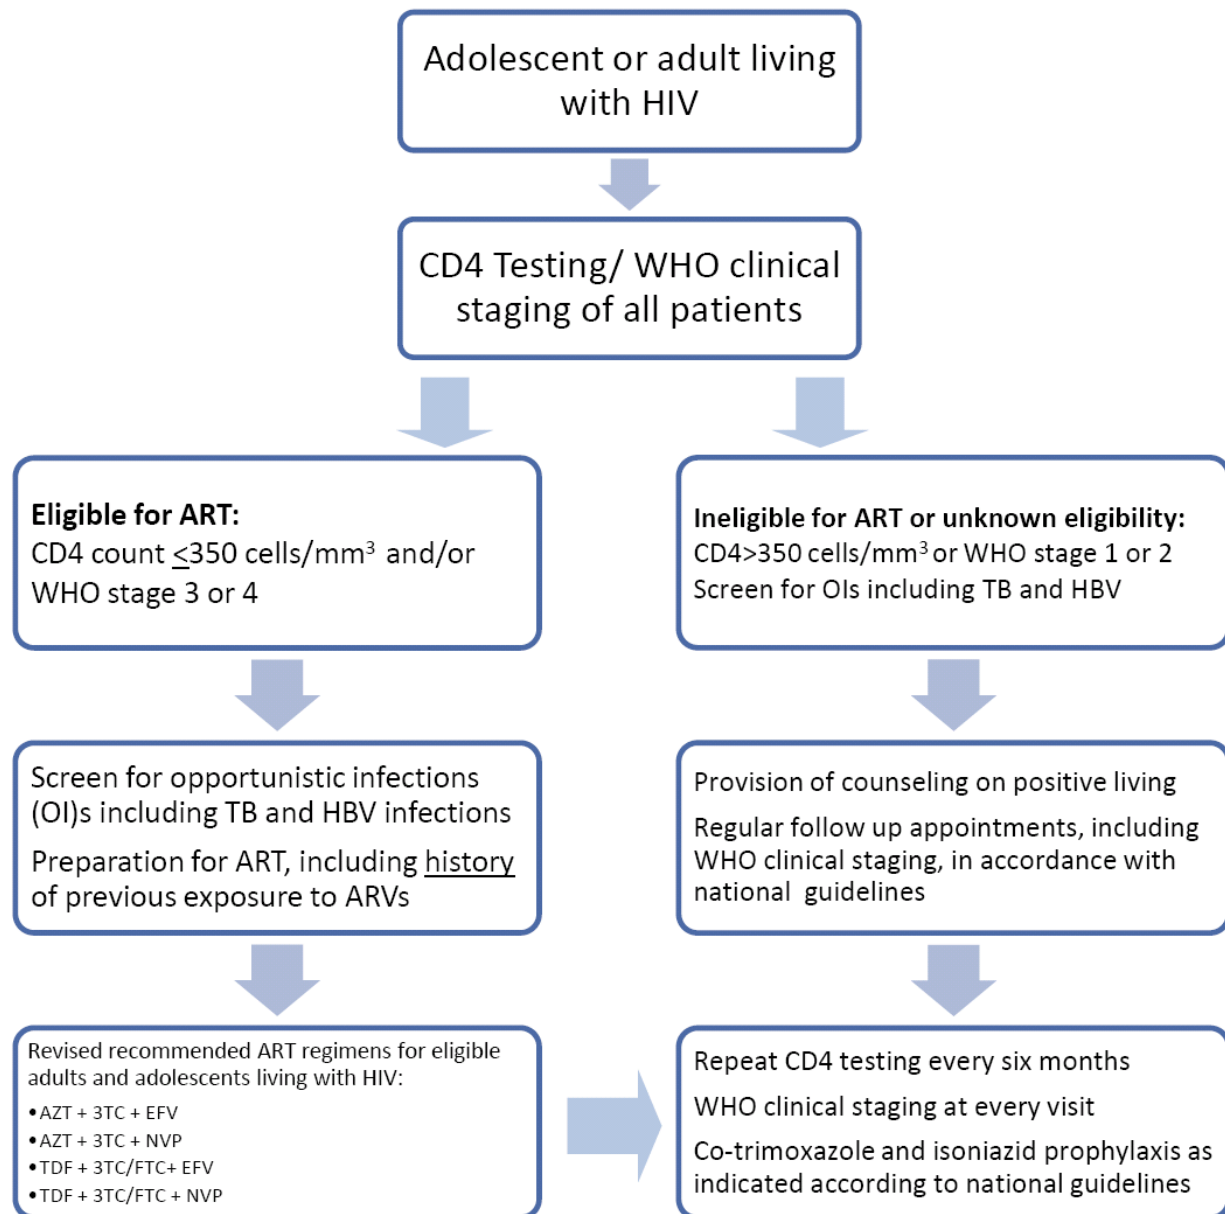 Adolescent or adult living
with HIV
CD4 Testing/ WHO clinical
staging of all patients
Eligible for ART:
CD4 count ≤350 cells/mm³ and/or
WHO stage 3 or 4
Ineligible for ART or unknown eligibility:
CD4>350 cells/mm³ or WHO stage 1 or 2
Screen for OIs including TB and HBV
Screen for opportunistic infections
(OI)s including TB and HBV infections
Preparation for ART, including history
of previous exposure to ARVs
Provision of counseling on positive living
Regular follow up appointments, including
WHO clinical staging, in accordance with
national guidelines
Revised recommended ART regimens for eligible
adults and adolescents living with HIV:
•AZT + 3TC + EFV
•AZT + 3TC + NVP
•TDF + 3TC/FTC+ EFV
•TDF + 3TC/FTC + NVP
Repeat CD4 testing every six months
WHO clinical staging at every visit
Co-trimoxazole and isoniazid prophylaxis as
indicated according to national guidelines